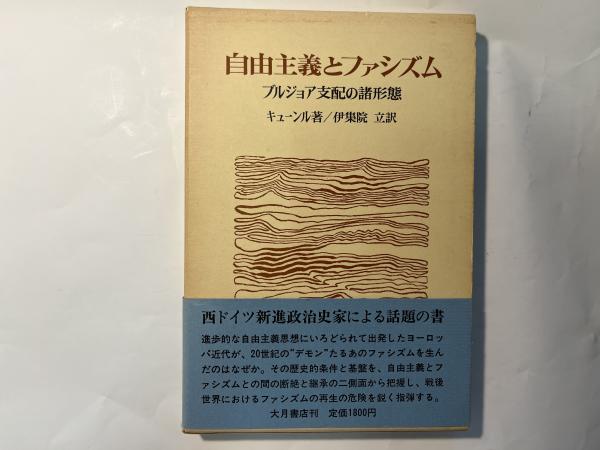 自由主義とファシズム
ブルジョア支配の諸形態
キューンル著/伊集院 立訳
西ドイツ新進政治史家による話題の書
進歩的な自由主義思想にいろどられて出発したヨーロッ
パ近代が、20世紀の"デモン"たるあのファシズムを生ん
だのはなぜか。その歴史的条件と基盤を、自由主義とフ
ァシズムとの間の断絶と継承の二側面から把握し、戦後
世界におけるファシズムの再生の危険を鋭く指弾する。
大月書店刊 定価1800円